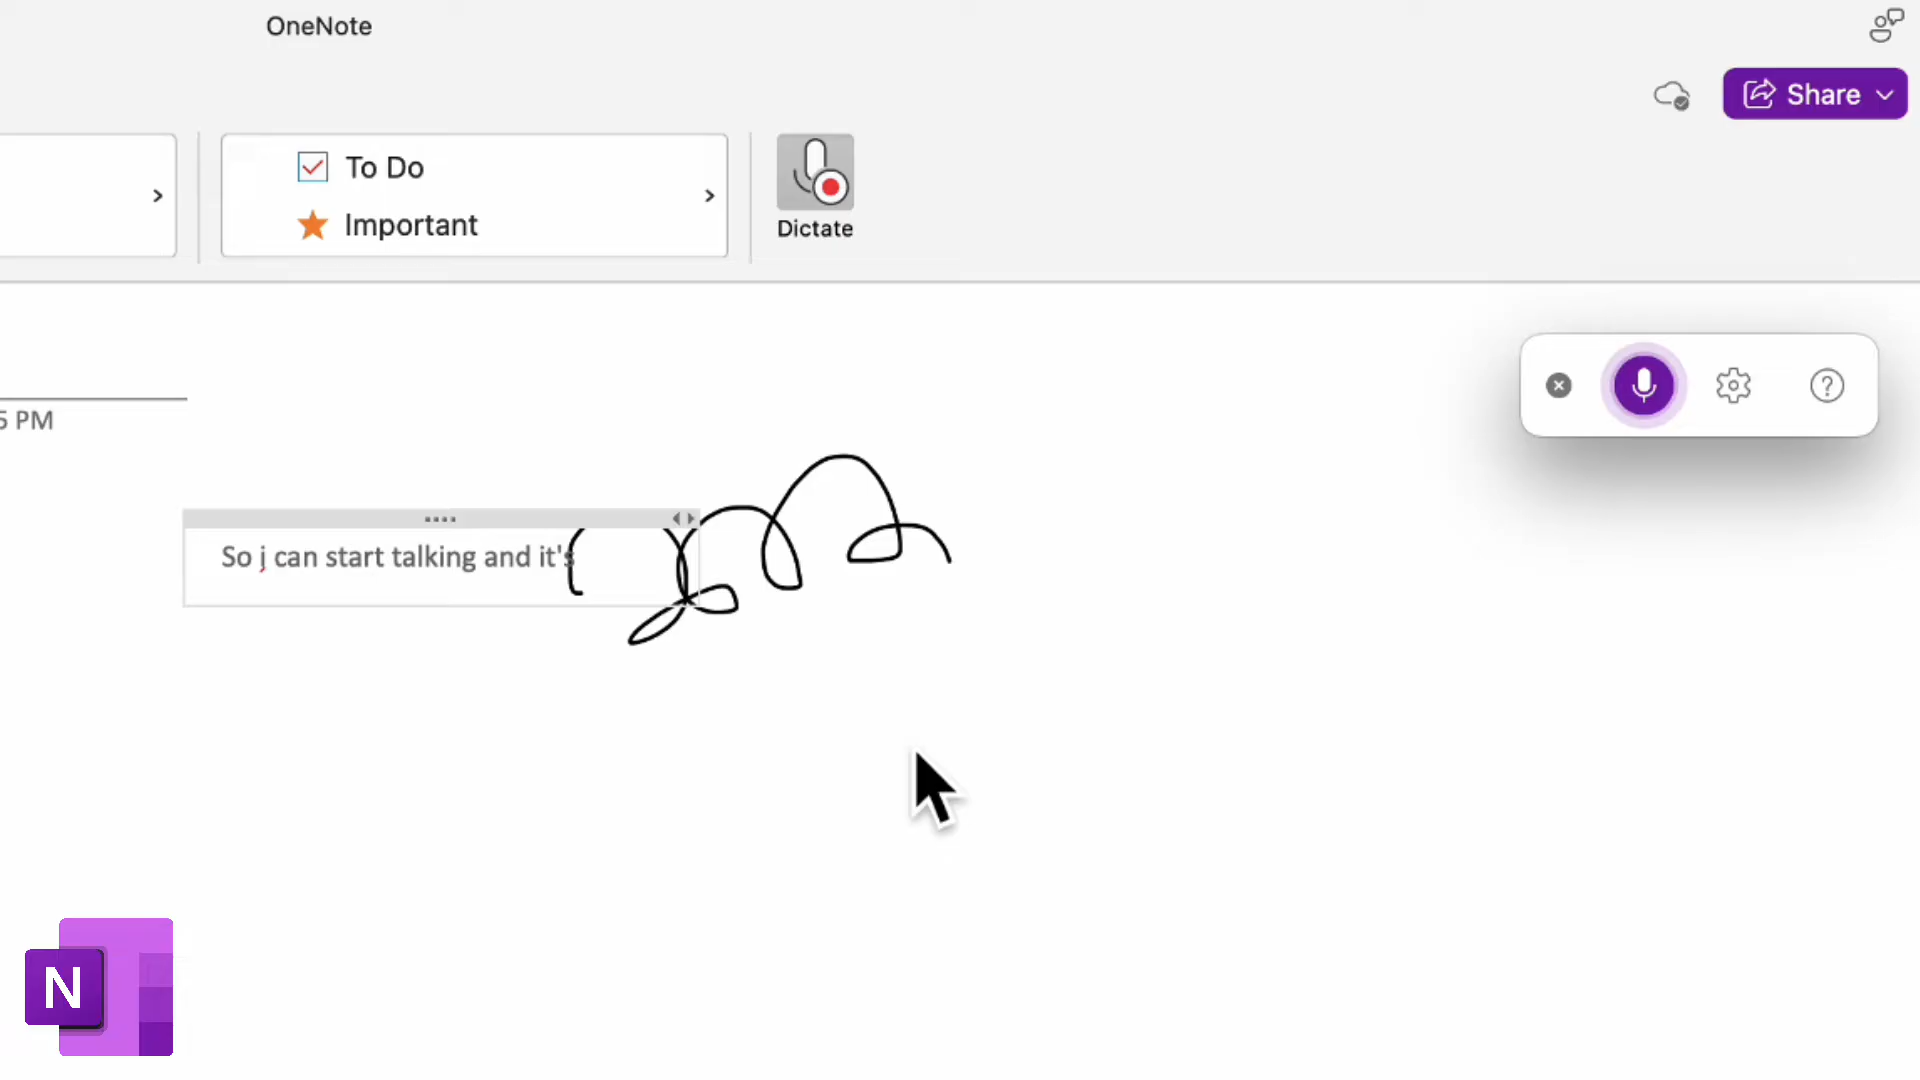 OneNote
Share
To Do
Important
Dictate
5 PM
So i can start talking and it's
N